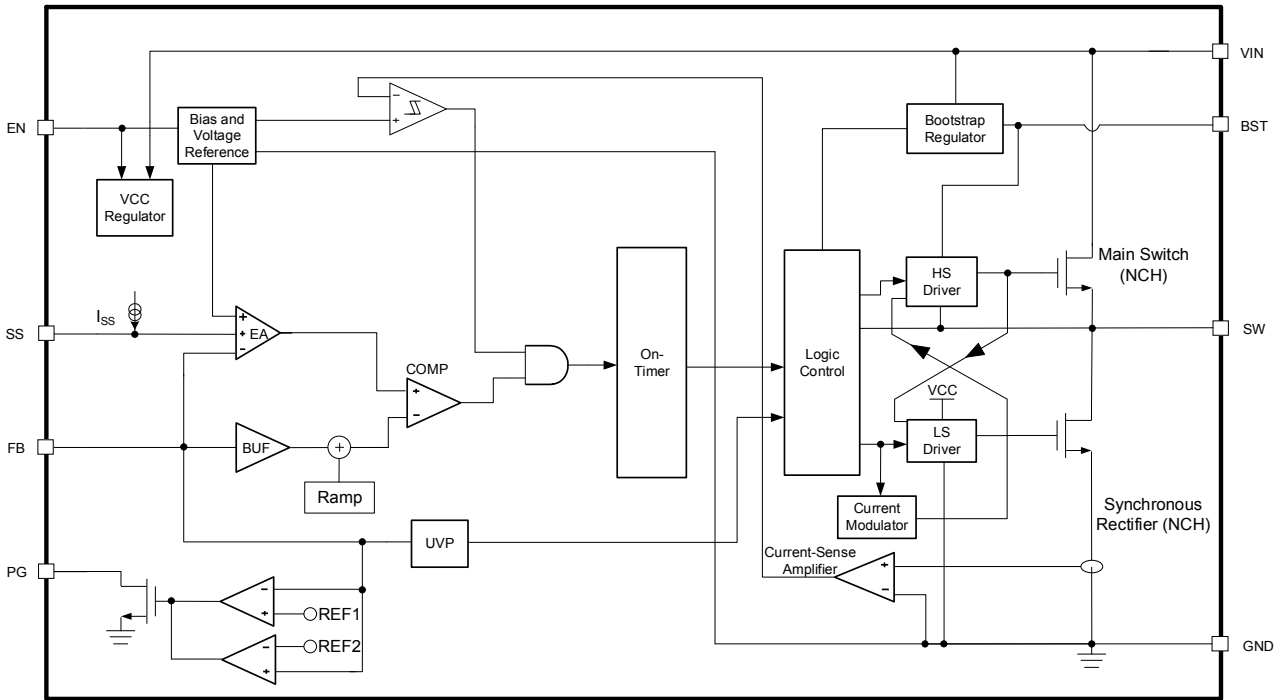 VIN
EN
Bias and
Voltage
Reference
-
+
Bootstrap
Regulator
BST
VCC
Regulator
HS
Driver
Main Switch
(NCH)
ISS
SS
+
+
-
EA
SW
On-
Timer
Logic
Control
COMP
+
-
VCC
FB
BUF
+
LS
Driver
Ramp
Current
Modulator
Synchronous
Rectifier (NCH)
UVP
Current-Sense
Amplifier
+
-
PG
-
+
REF1
-
+
REF2
GND